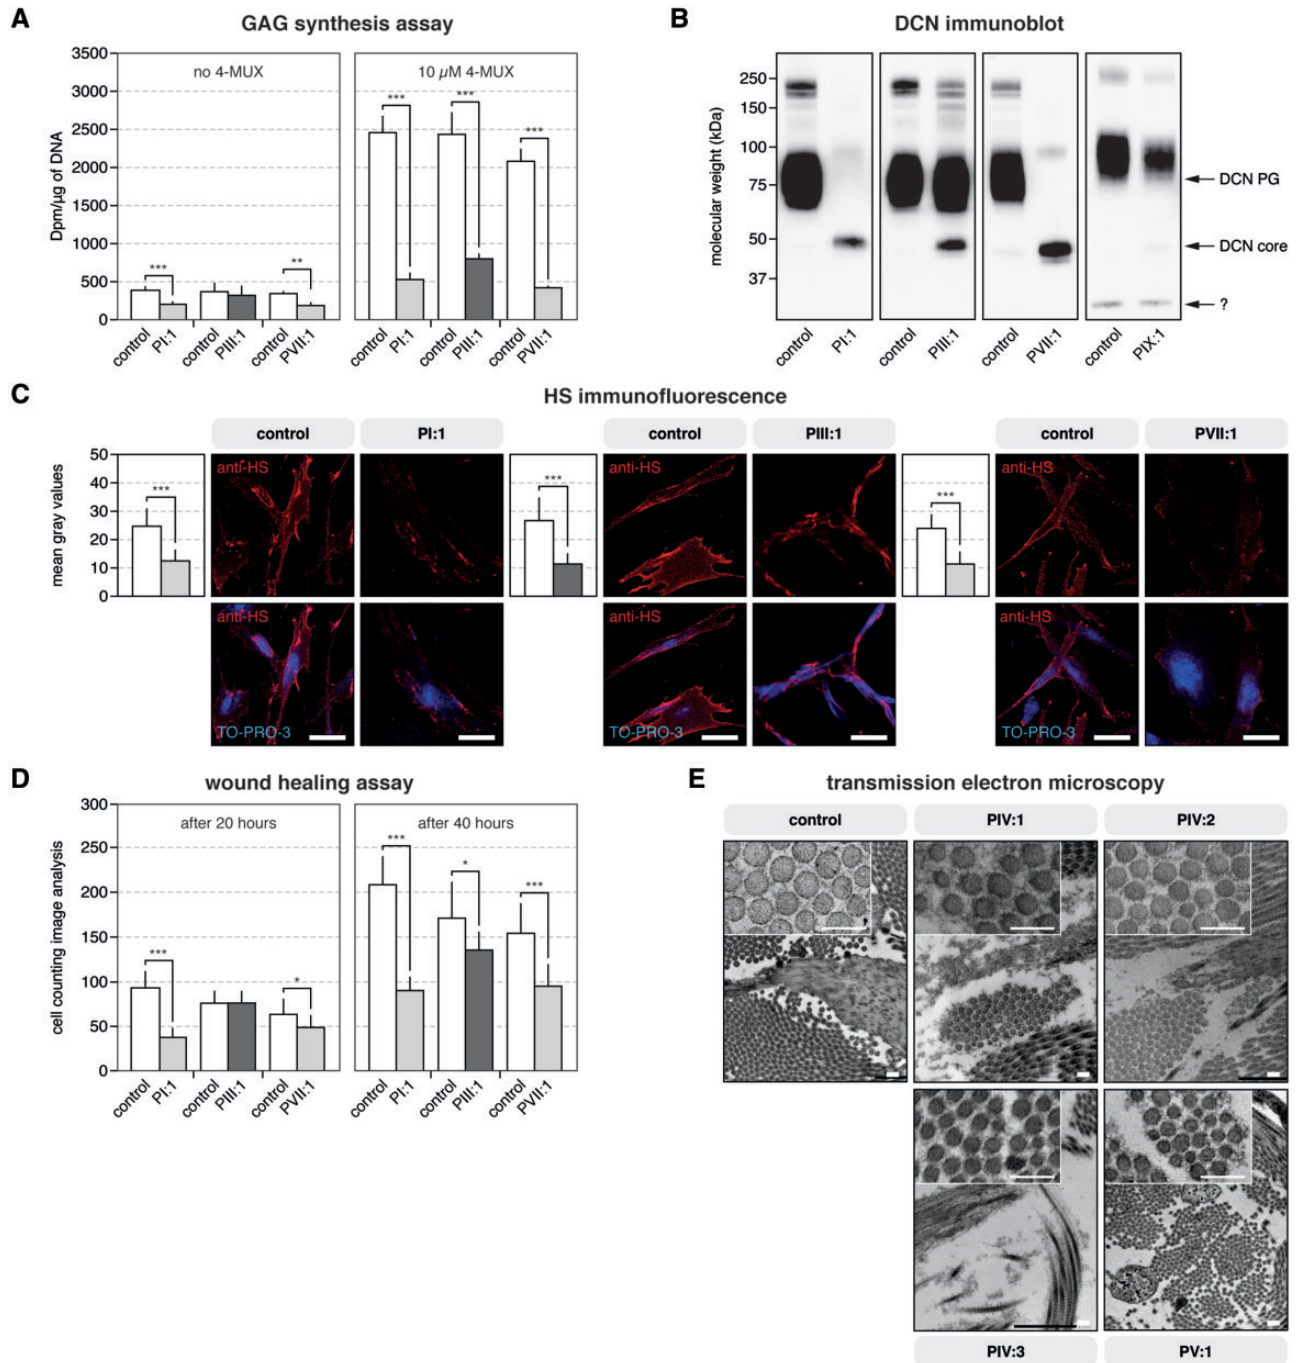 A
GAG synthesis assay
Dpm/µg of DNA
3500
3000
2500
2000
1500
1000
500
0
no 4-MUX
10 µM 4-MUX
***
**
***
***
***
control
PI:1
control
PIII:1
control
PVII:1
control
PI:1
control
PIII:1
control
PVII:1
B
DCN immunoblot
molecular weight (kDa)
250
150
100
75
50
37
DCN PG
DCN core
?
control
PI:1
control
PIII:1
control
PVII:1
control
PIX:1
C
HS immunofluorescence
control
PI:1
control
PIII:1
control
PVII:1
mean gray values
50
40
30
20
10
0
***
***
***
anti-HS
anti-HS
anti-HS
anti-HS
anti-HS
anti-HS
TO-PRO-3
TO-PRO-3
TO-PRO-3
D
wound healing assay
cell counting image analysis
300
250
200
150
100
50
0
after 20 hours
after 40 hours
***
*
***
*
***
control
PI:1
control
PIII:1
control
PVII:1
control
PI:1
control
PIII:1
control
PVII:1
E
transmission electron microscopy
control
PIV:1
PIV:2
PIV:3
PV:1